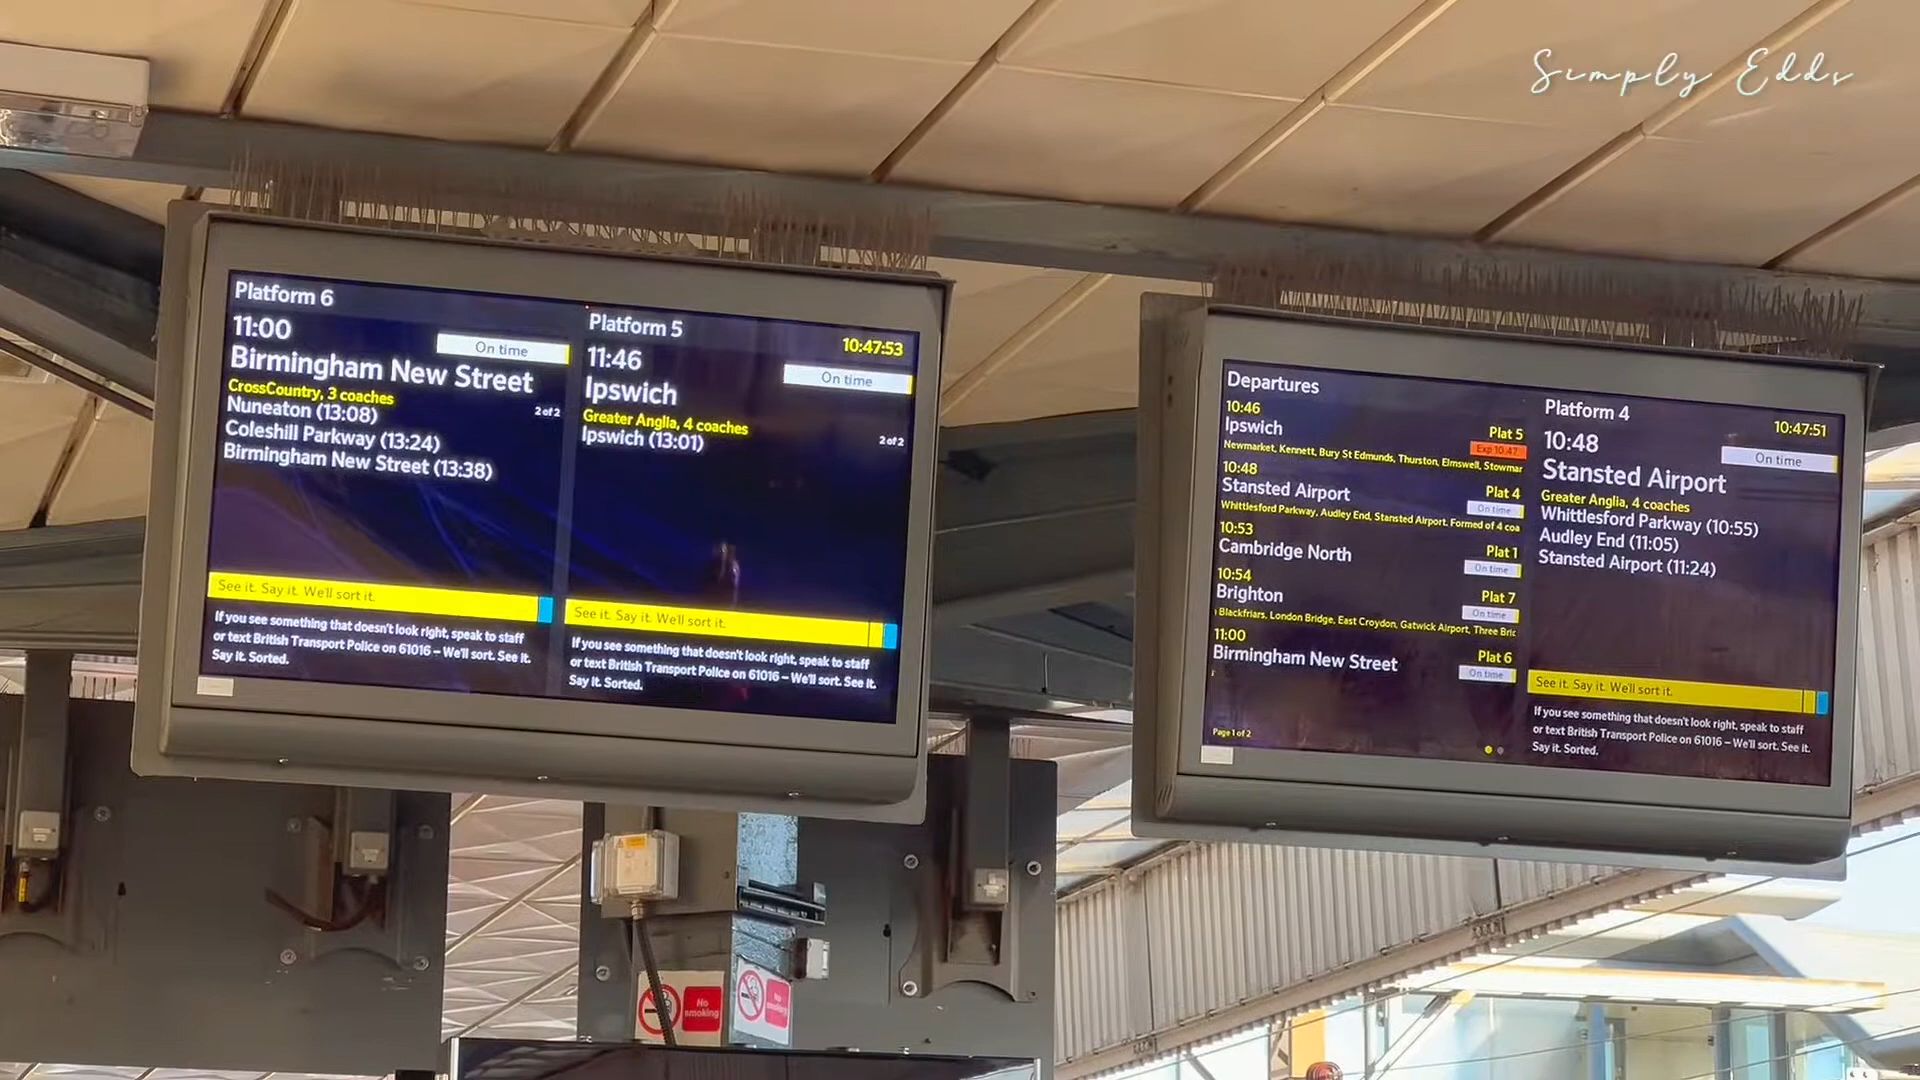 Simply Edds
Platform 6
11:00
On time
Birmingham New Street
CrossCountry, 3 coaches
2 of 2
Nuneaton (13:08)
Coleshill Parkway (13:24)
Birmingham New Street (13:38)
See it. Say it. We'll sort it.
If you see something that doesn't look right, speak to staff
or text British Transport Police on 61016 – We'll sort. See it.
Say it. Sorted.
Platform 5
10:47:53
11:46
On time
Ipswich
Greater Anglia, 4 coaches
2 of 2
Ipswich (13:01)
See it. Say it. We'll sort it.
If you see something that doesn't look right, speak to staff
or text British Transport Police on 61016 – We'll sort. See it.
Say it. Sorted.
Departures
10:46
Ipswich
Plat 5
Exp 10:47
Newmarket, Kennett, Bury St Edmunds, Thurston, Elmswell, Stowmar
10:48
Stansted Airport
Plat 4
On time
Whittlesford Parkway, Audley End, Stansted Airport. Formed of 4 coa
10:53
Cambridge North
Plat 1
On time
10:54
Brighton
Plat 7
On time
Blackfriars, London Bridge, East Croydon, Gatwick Airport, Three Bric
11:00
Birmingham New Street
Plat 6
On time
Page 1 of 2
Platform 4
10:47:51
10:48
On time
Stansted Airport
Greater Anglia, 4 coaches
Whittlesford Parkway (10:55)
Audley End (11:05)
Stansted Airport (11:24)
See it. Say it. We'll sort it.
If you see something that doesn't look right, speak to staff
or text British Transport Police on 61016 – We'll sort. See it.
Say it. Sorted.
No
smoking